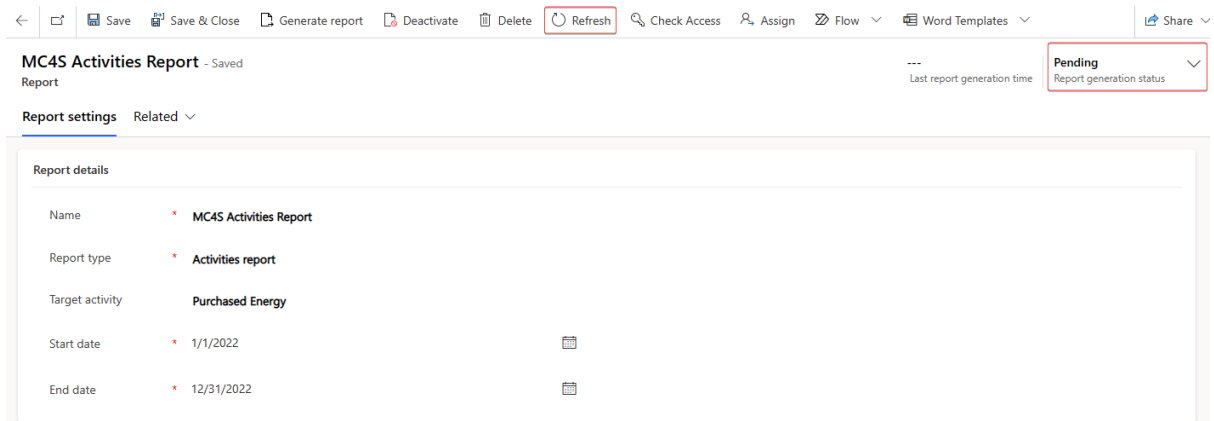 Save Save & Close Generate report Deactivate Delete Refresh Check Access Assign Flow Word Templates Share
MC4S Activities Report - Saved
Report
---
Last report generation time
Pending
Report generation status
Report settings Related
Report details
Name * MC4S Activities Report
Report type * Activities report
Target activity Purchased Energy
Start date * 1/1/2022
End date * 12/31/2022